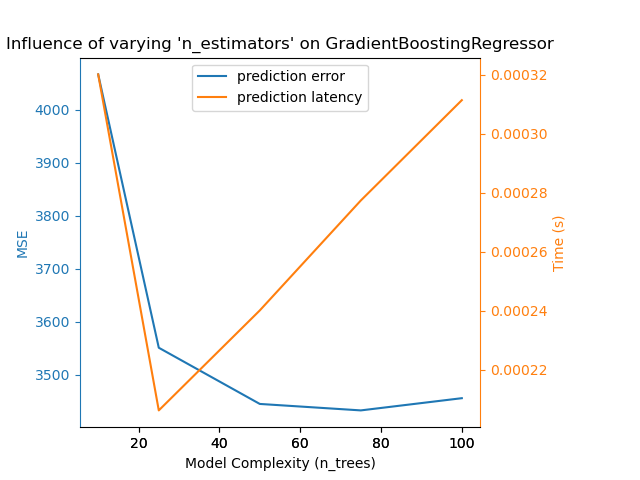 Influence of varying 'n_estimators' on GradientBoostingRegressor
prediction error
prediction latency
4000
3900
3800
3700
3600
3500
MSE
0.00032
0.00030
0.00028
0.00026
0.00024
0.00022
Time (s)
20 40 60 80 100
Model Complexity (n_trees)